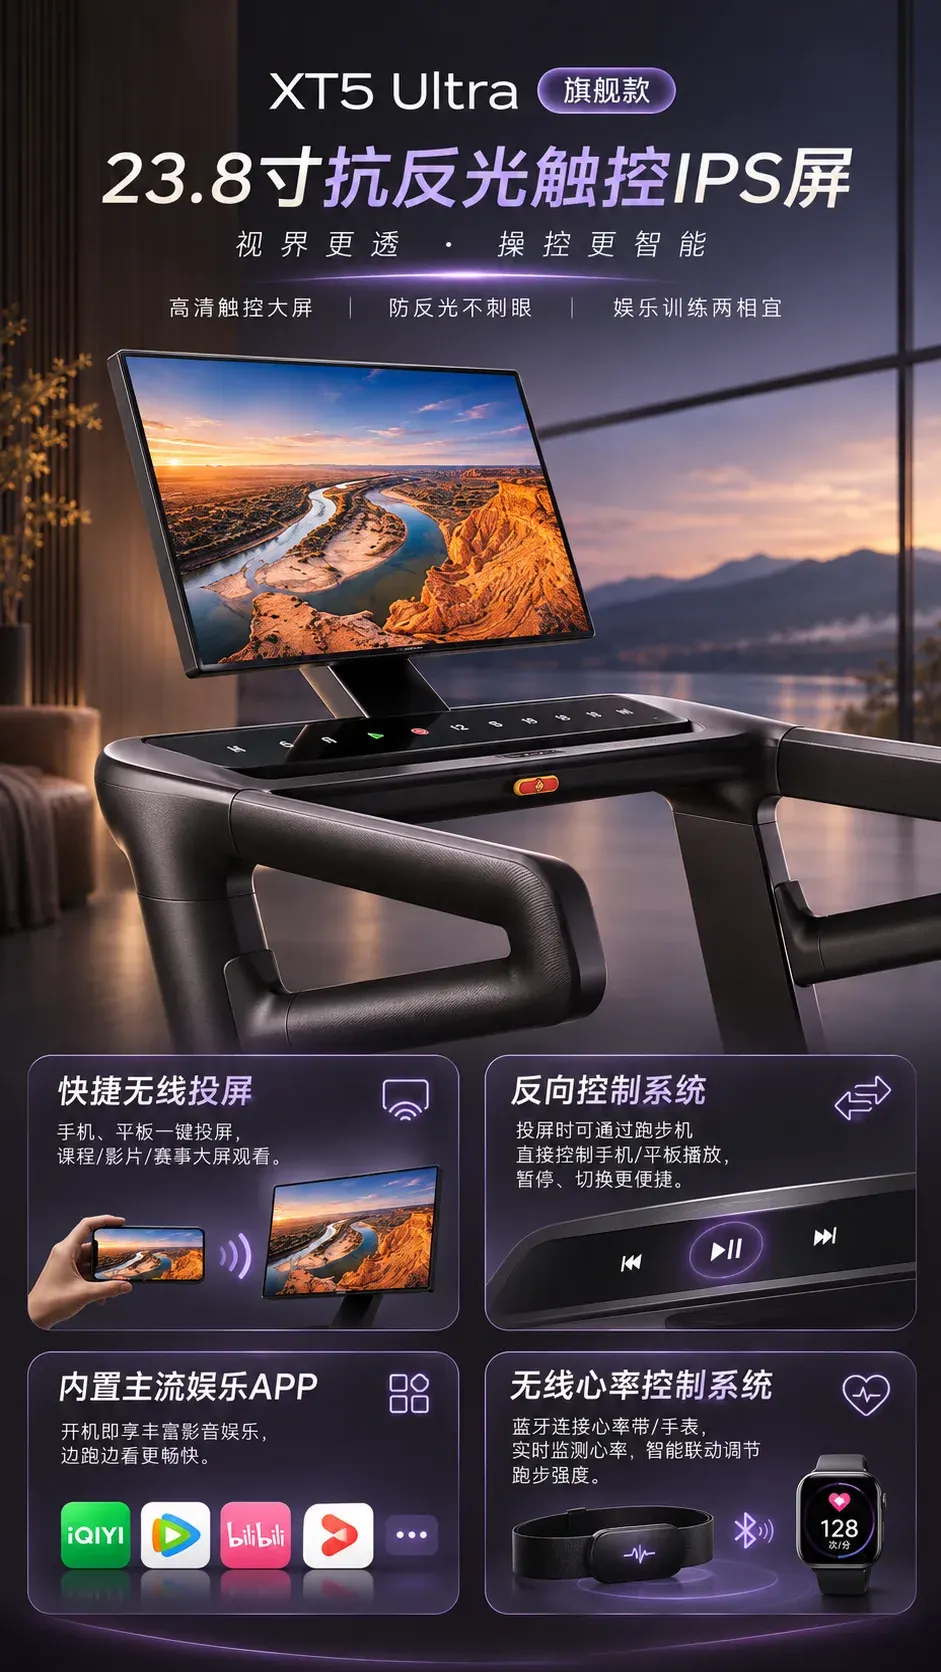 XT5 Ultra 旗舰款
23.8寸抗反光触控IPS屏
视界更透 · 操控更智能
高清触控大屏 | 防反光不刺眼 | 娱乐训练两相宜
快捷无线投屏
手机、平板一键投屏，
课程/影片/赛事大屏观看。
反向控制系统
投屏时可通过跑步机
直接控制手机/平板播放，
暂停、切换更便捷。
内置主流娱乐APP
开机即享丰富影音娱乐，
边跑边看更畅快。
iQIYI
bilibili
无线心率控制系统
蓝牙连接心率带/手表，
实时监测心率，智能联动调节
跑步强度。
128
次/分